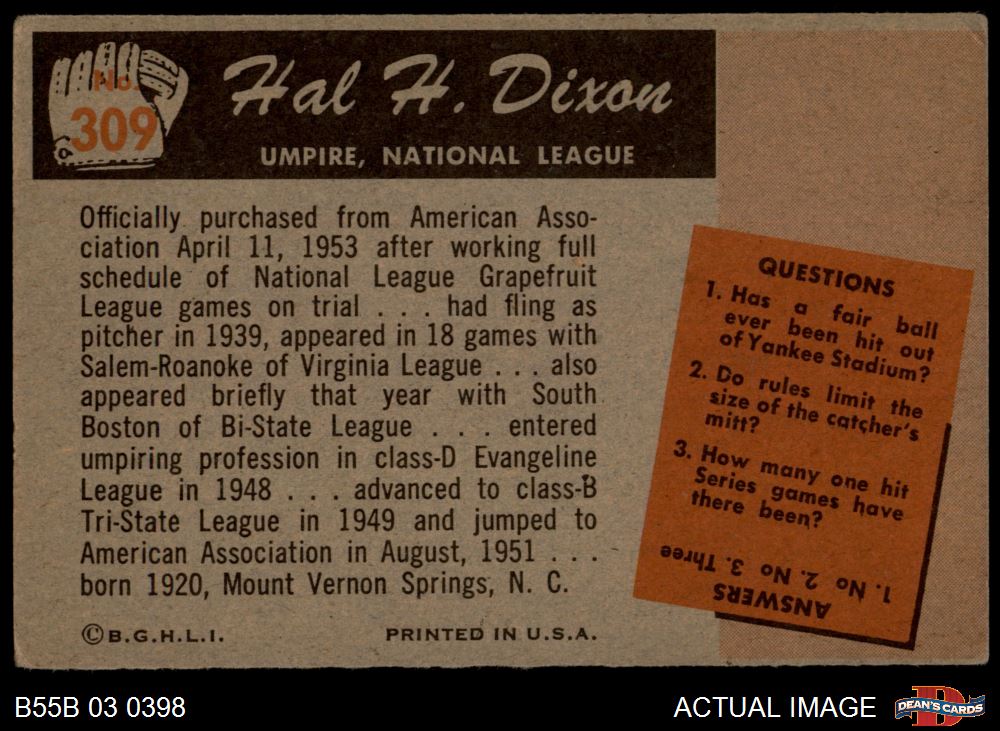 No.
309
Hal H. Dixon
UMPIRE, NATIONAL LEAGUE
Officially purchased from American Asso-
ciation April 11, 1953 after working full
schedule of National League Grapefruit
League games on trial . . . had fling as
pitcher in 1939, appeared in 18 games with
Salem-Roanoke of Virginia League . . . also
appeared briefly that year with South
Boston of Bi-State League . . . entered
umpiring profession in class-D Evangeline
League in 1948 . . . advanced to class-B
Tri-State League in 1949 and jumped to
American Association in August, 1951 . . .
born 1920, Mount Vernon Springs, N. C.
©B.G.H.L.I.
PRINTED IN U.S.A.
QUESTIONS
1. Has a fair ball
ever been hit out
of Yankee Stadium?
2. Do rules limit the
size of the catcher's
mitt?
3. How many one hit
Series games have
there been?
ANSWERS
1. No 2. No 3. Three
B55B 03 0398
ACTUAL IMAGE
D
DEAN'S CARDS